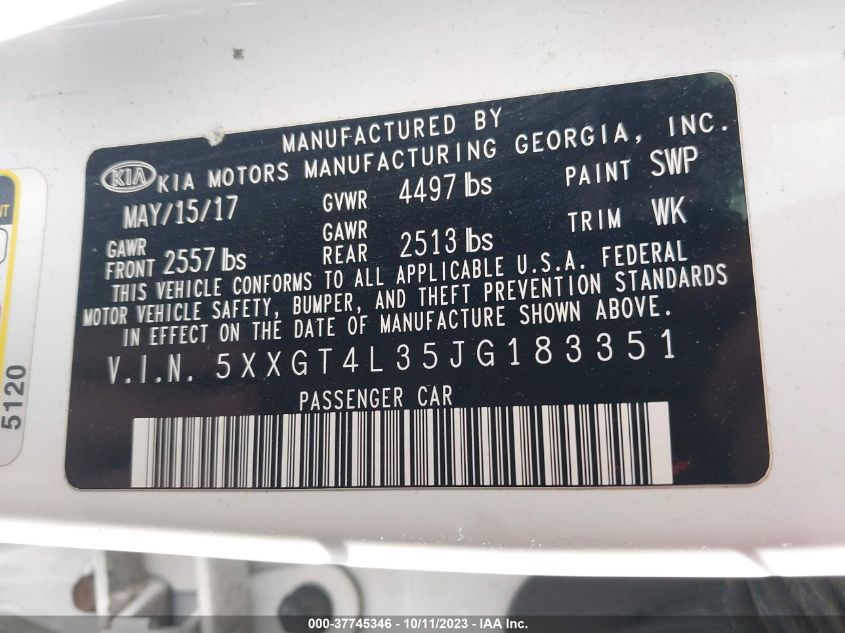 MANUFACTURED BY
KIA KIA MOTORS MANUFACTURING GEORGIA, INC.
MAY/15/17 GVWR 4497 lbs PAINT SWP
GAWR FRONT 2557 lbs GAWR REAR 2513 lbs TRIM WK
THIS VEHICLE CONFORMS TO ALL APPLICABLE U.S.A. FEDERAL
MOTOR VEHICLE SAFETY, BUMPER, AND THEFT PREVENTION STANDARDS
IN EFFECT ON THE DATE OF MANUFACTURE SHOWN ABOVE.
V.I.N. 5XXGT4L35JG183351
PASSENGER CAR
5120
000-37745346 - 10/11/2023 - IAA Inc.